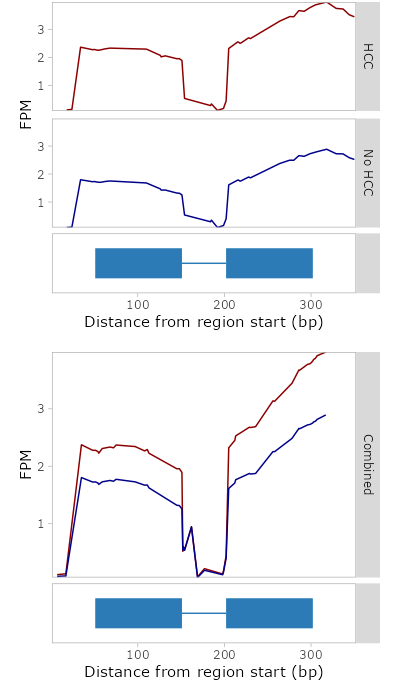 3
2
1
HCC
FPM
3
2
1
No HCC
100 200 300
Distance from region start (bp)
3
2
1
FPM
Combined
100 200 300
Distance from region start (bp)